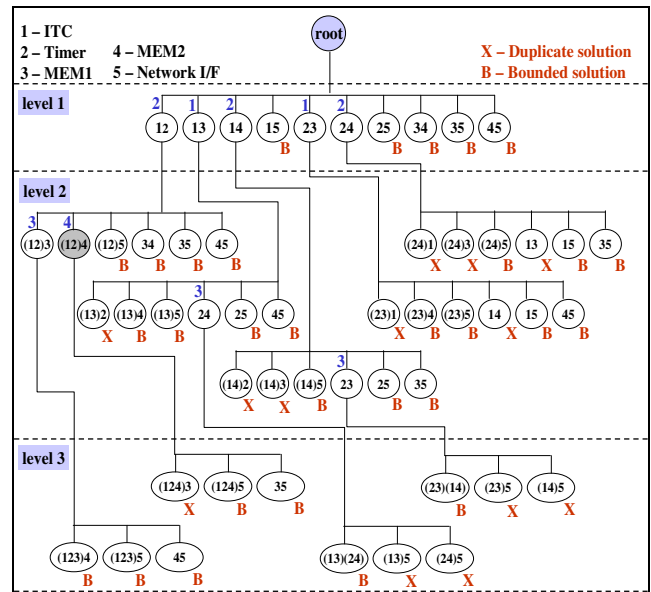 1 – ITC
2 – Timer 4 – MEM2
3 – MEM1 5 – Network I/F
root
X – Duplicate solution
B – Bounded solution
level 1
2 1 2 1 2
12 13 14 15 23 24 25 34 35 45
B B B B B
level 2
3 4
(12)3 (12)4 (12)5 34 35 45 (24)1 (24)3 (24)5 13 15 35
B B B B X X B X B B
3
(13)2 (13)4 (13)5 24 25 45 (23)1 (23)4 (23)5 14 15 45
X B B B B X B B X B B
3
(14)2 (14)3 (14)5 23 25 35
X X B B B
level 3
(124)3 (124)5 35 (23)(14) (23)5 (14)5
X B B B X X
(123)4 (123)5 45 (13)(24) (13)5 (24)5
B B B B X X